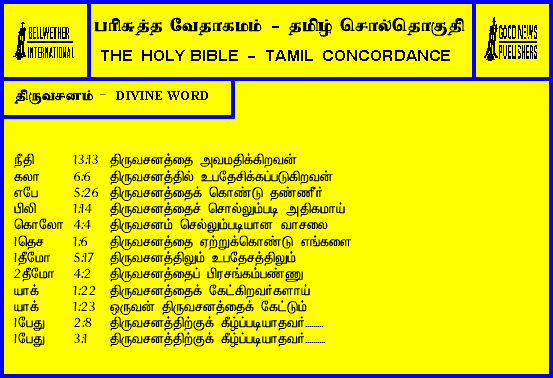 BELLWETHER
INTERNATIONAL
பரிசுத்த வேதாகமம் - தமிழ் சொல்தொகுதி
THE HOLY BIBLE - TAMIL CONCORDANCE
GOOD NEWS
PUBLISHERS
திருவசனம் - DIVINE WORD
நீதி 13:13 திருவசனத்தை அவமதிக்கிறவன்
கலா 6:6 திருவசனத்தில் உபதேசிக்கப்படுகிறவன்
எபே 5:26 திருவசனத்தைக் கொண்டு தண்ணீர்
பிலி 1:14 திருவசனத்தைச் சொல்லும்படி அதிகமாய்
கொலோ 4:4 திருவசனம் செல்லும்படியான வாசலை
1தெச 1:6 திருவசனத்தை ஏற்றுக்கொண்டு எங்களை
1தீமோ 5:17 திருவசனத்திலும் உபதேசத்திலும்
2தீமோ 4:2 திருவசனத்தைப் பிரசங்கம்பண்ணு
யாக் 1:22 திருவசனத்தைக் கேட்கிறவர்களாய்
யாக் 1:23 ஒருவன் திருவசனத்தைக் கேட்டும்
1பேது 2:8 திருவசனத்திற்குக் கீழ்ப்படியாதவர்.........
1பேது 3:1 திருவசனத்திற்குக் கீழ்ப்படியாதவர்..........